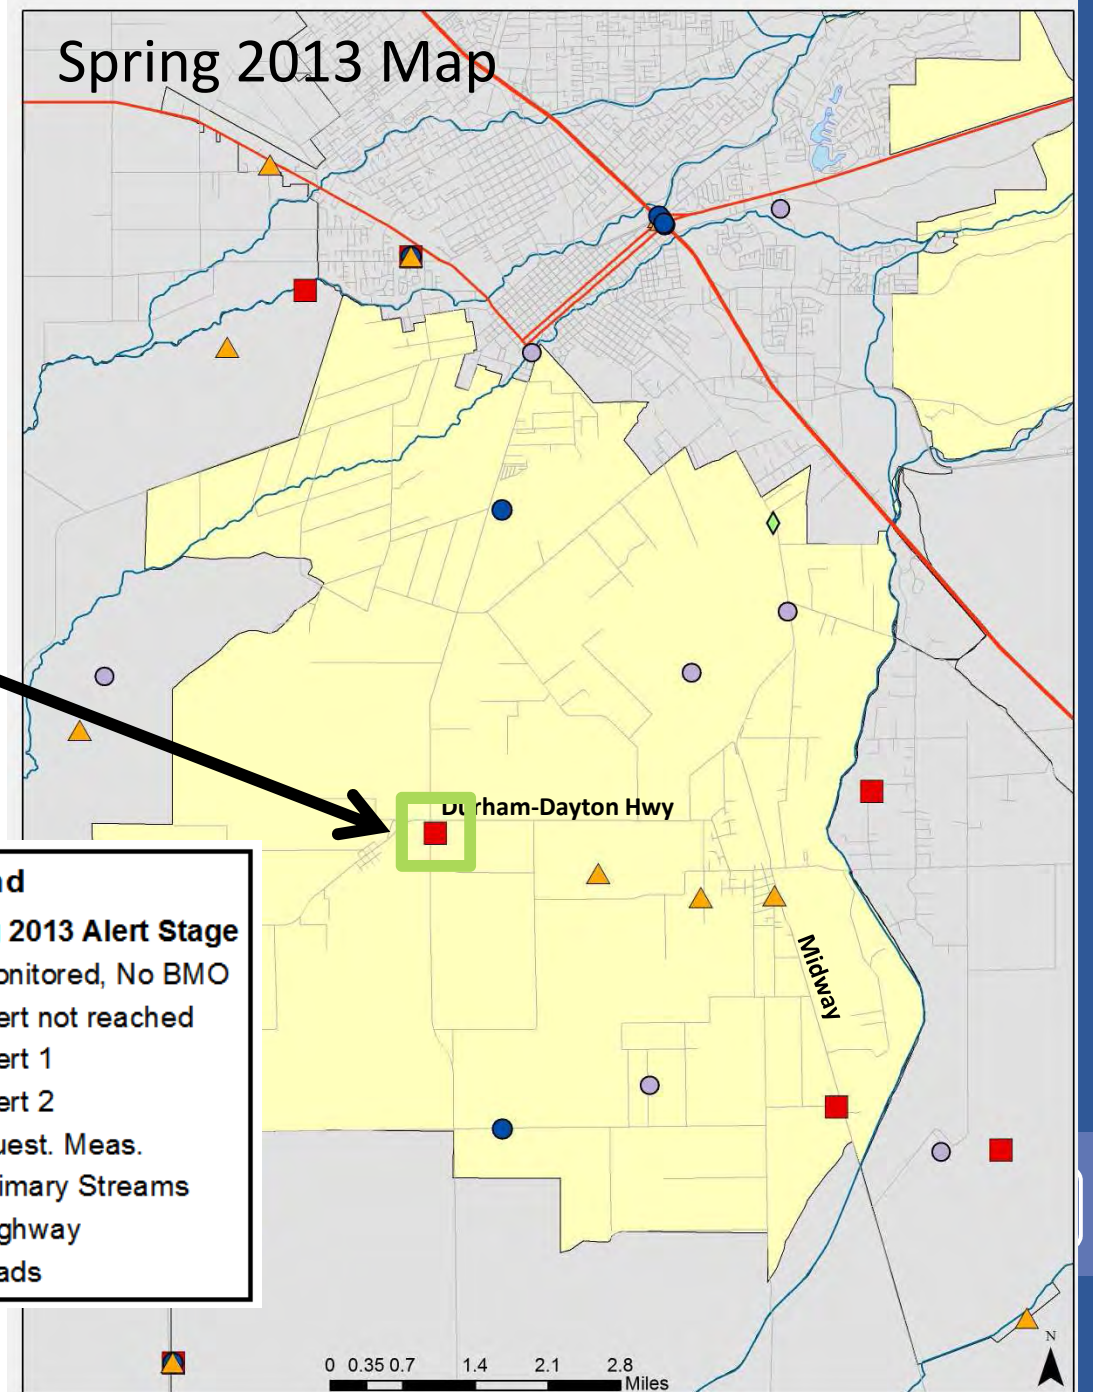 Spring 2013 Map
Durham-Dayton Hwy
Midway
nd
2013 Alert Stage
onitored, No BMO
ert not reached
ert 1
ert 2
uest. Meas.
imary Streams
ghway
ads
0 0.35 0.7 1.4 2.1 2.8
Miles
N